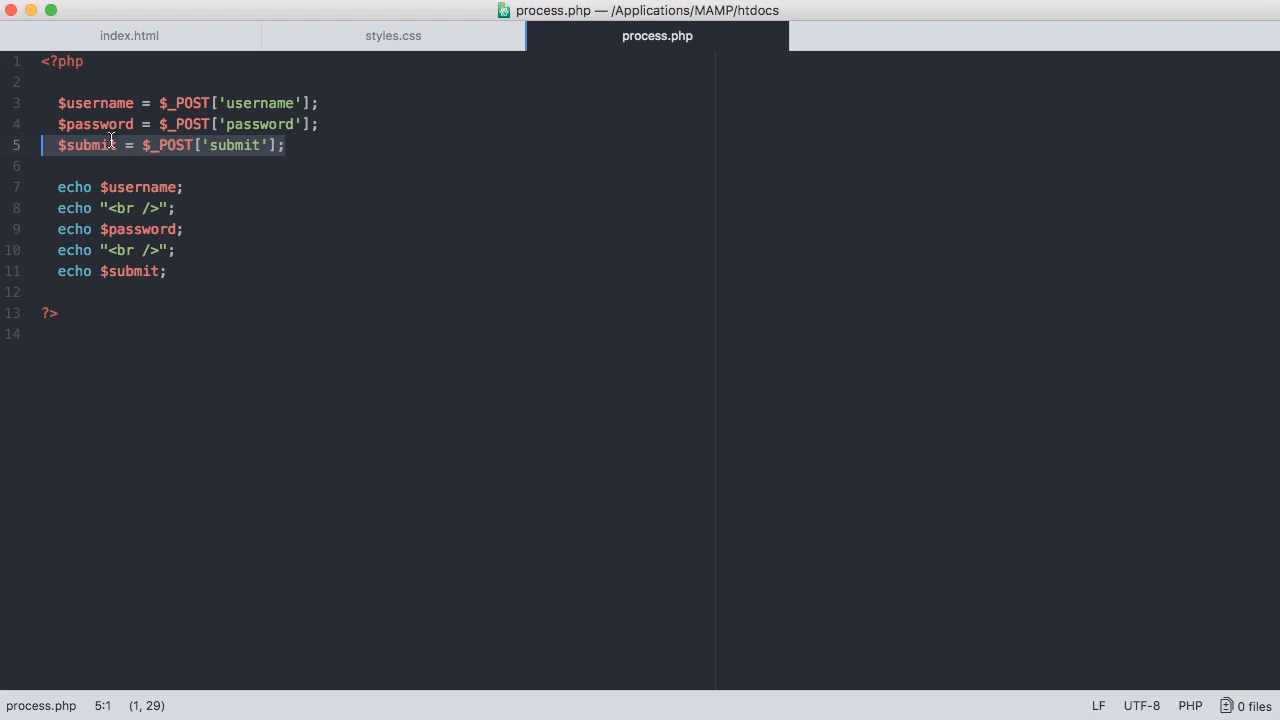 process.php — /Applications/MAMP/htdocs
index.html styles.css process.php
1 <?php
2
3 $username = $_POST['username'];
4 $password = $_POST['password'];
5 $submit = $_POST['submit'];
6
7 echo $username;
8 echo "<br />";
9 echo $password;
10 echo "<br />";
11 echo $submit;
12
13 ?>
14
process.php 5:1 (1, 29) LF UTF-8 PHP 0 files